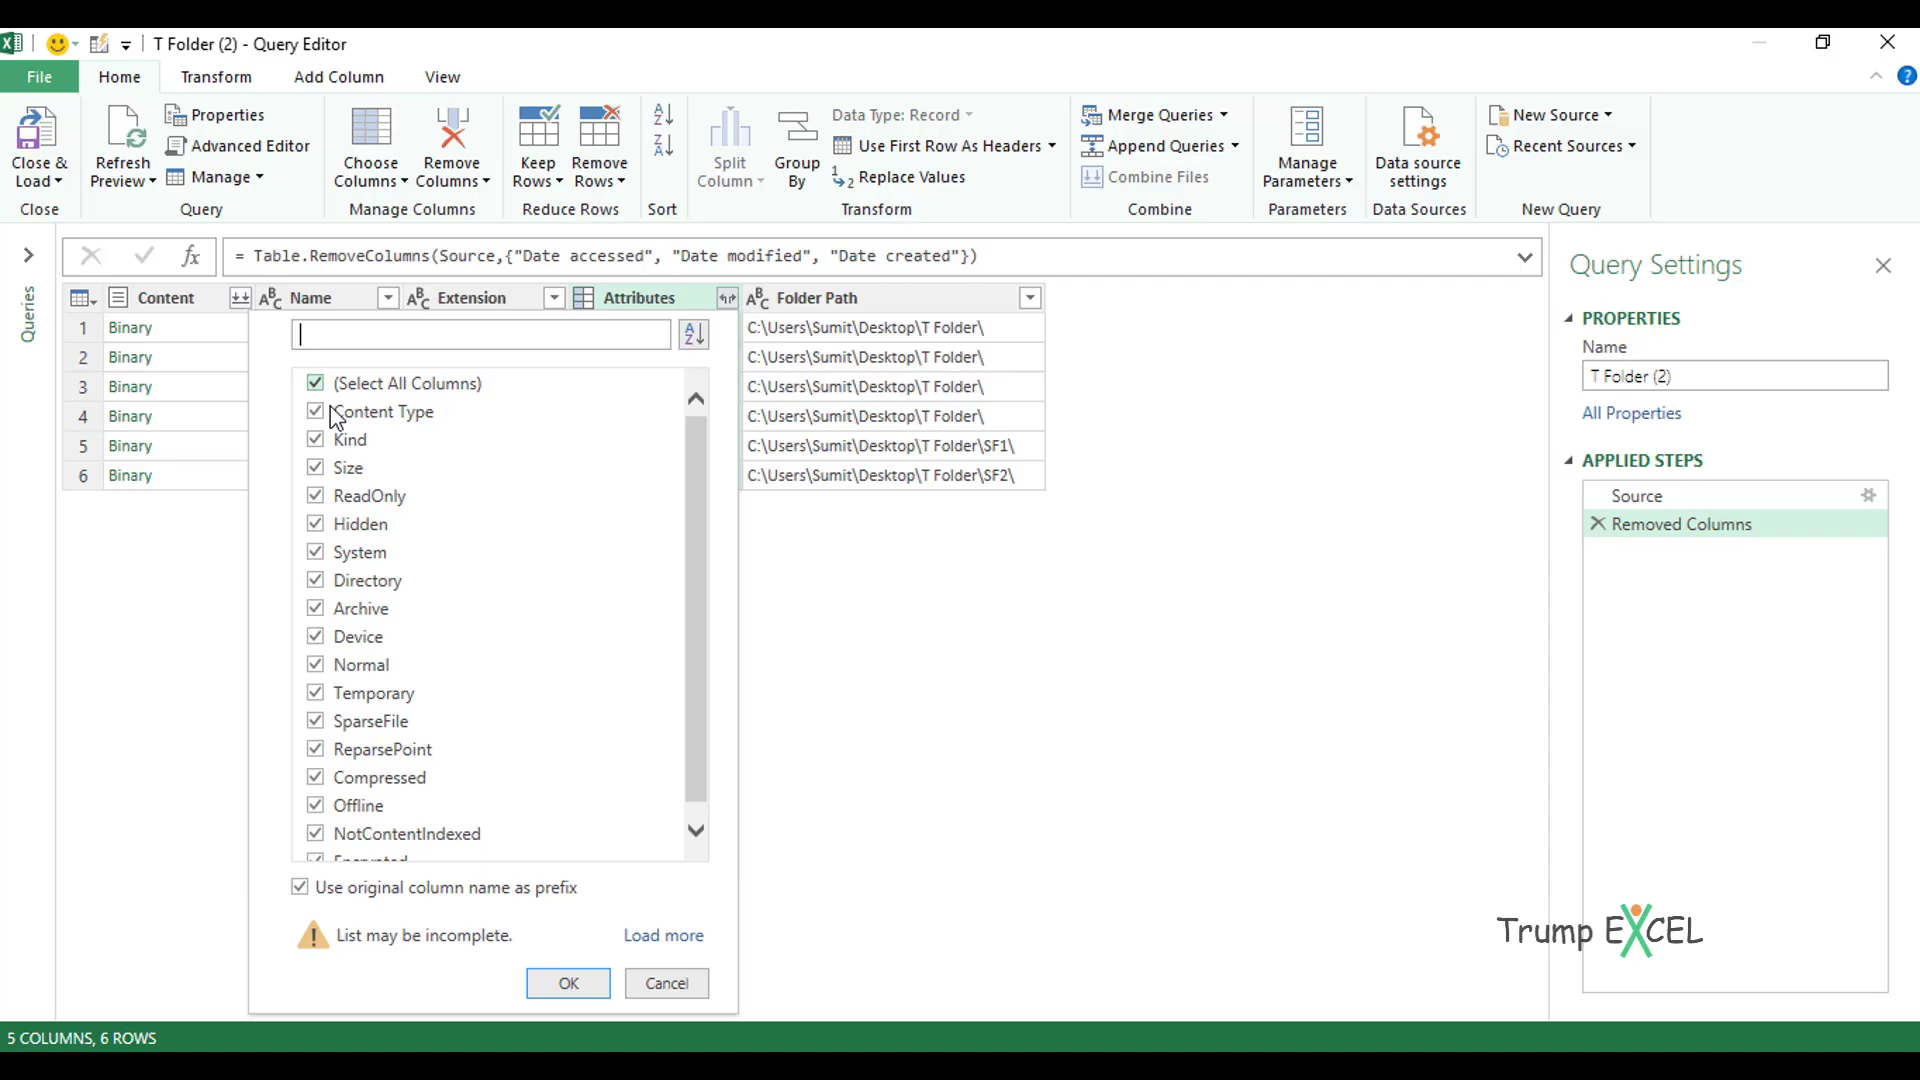 T Folder (2) - Query Editor
File Home Transform Add Column View
Close & Load
Refresh Preview
Properties
Advanced Editor
Manage
Choose Columns
Remove Columns
Keep Rows
Remove Rows
Split Column
Group By
Data Type: Record
Use First Row As Headers
Replace Values
Merge Queries
Append Queries
Combine Files
Manage Parameters
Data source settings
New Source
Recent Sources
Close Query Manage Columns Reduce Rows Sort Transform Combine Parameters Data Sources New Query
Queries
fx = Table.RemoveColumns(Source,{"Date accessed", "Date modified", "Date created"})
Content Name Extension Attributes Folder Path
1 Binary C:\Users\Sumit\Desktop\T Folder\
2 Binary C:\Users\Sumit\Desktop\T Folder\
3 Binary C:\Users\Sumit\Desktop\T Folder\
4 Binary C:\Users\Sumit\Desktop\T Folder\
5 Binary C:\Users\Sumit\Desktop\T Folder\SF1\
6 Binary C:\Users\Sumit\Desktop\T Folder\SF2\
(Select All Columns)
Content Type
Kind
Size
ReadOnly
Hidden
System
Directory
Archive
Device
Normal
Temporary
SparseFile
ReparsePoint
Compressed
Offline
NotContentIndexed
Encrypted
Use original column name as prefix
List may be incomplete. Load more
OK Cancel
Query Settings
PROPERTIES
Name
T Folder (2)
All Properties
APPLIED STEPS
Source
Removed Columns
Trump EXCEL
5 COLUMNS, 6 ROWS